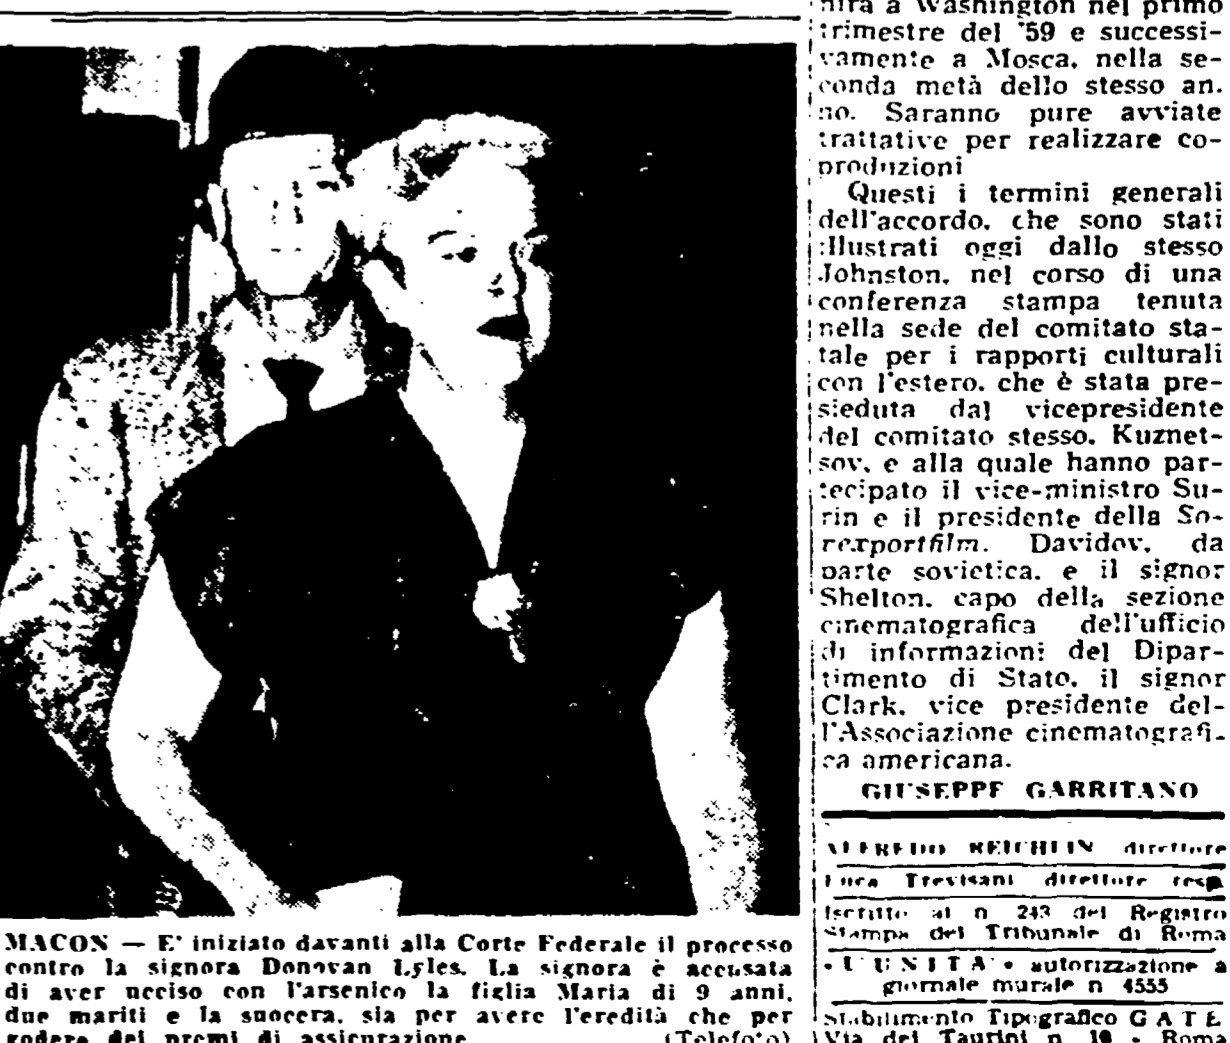 MACON — E' iniziato davanti alla Corte Federale il processo
contro la signora Donovan Lyles. La signora è accusata
di aver ucciso con l'arsenico la figlia Maria di 9 anni,
due mariti e la suocera, sia per avere l'eredità che per
godere dei premi di assicurazione (Telefoto)
nira a Washington nel primo
trimestre del '59 e successi-
vamente a Mosca, nella se-
conda metà dello stesso an-
no. Saranno pure avviate
trattative per realizzare co-
produzioni
Questi i termini generali
dell'accordo, che sono stati
illustrati oggi dallo stesso
Johnston, nel corso di una
conferenza stampa tenuta
nella sede del comitato sta-
tale per i rapporti culturali
con l'estero, che è stata pre-
sieduta dal vicepresidente
del comitato stesso, Kuznet-
sov, e alla quale hanno par-
tecipato il vice-ministro Su-
rin e il presidente della So-
rexportfilm. Davidov, da
parte sovietica, e il signor
Shelton, capo della sezione
cinematografica dell'ufficio
di informazioni del Dipar-
timento di Stato, il signor
Clark, vice presidente del-
l'Associazione cinematografi-
ca americana.
GIUSEPPE GARRITANO
ALFREDO REICHLIN direttore
Luca Trevisani direttore resp.
Iscritto al n 243 del Registro
Stampa del Tribunale di Roma
• L'UNITA' • autorizzazione a
giornale murale n 4555
Stabilimento Tipografico G A T E
Via dei Taurini n 19 - Roma